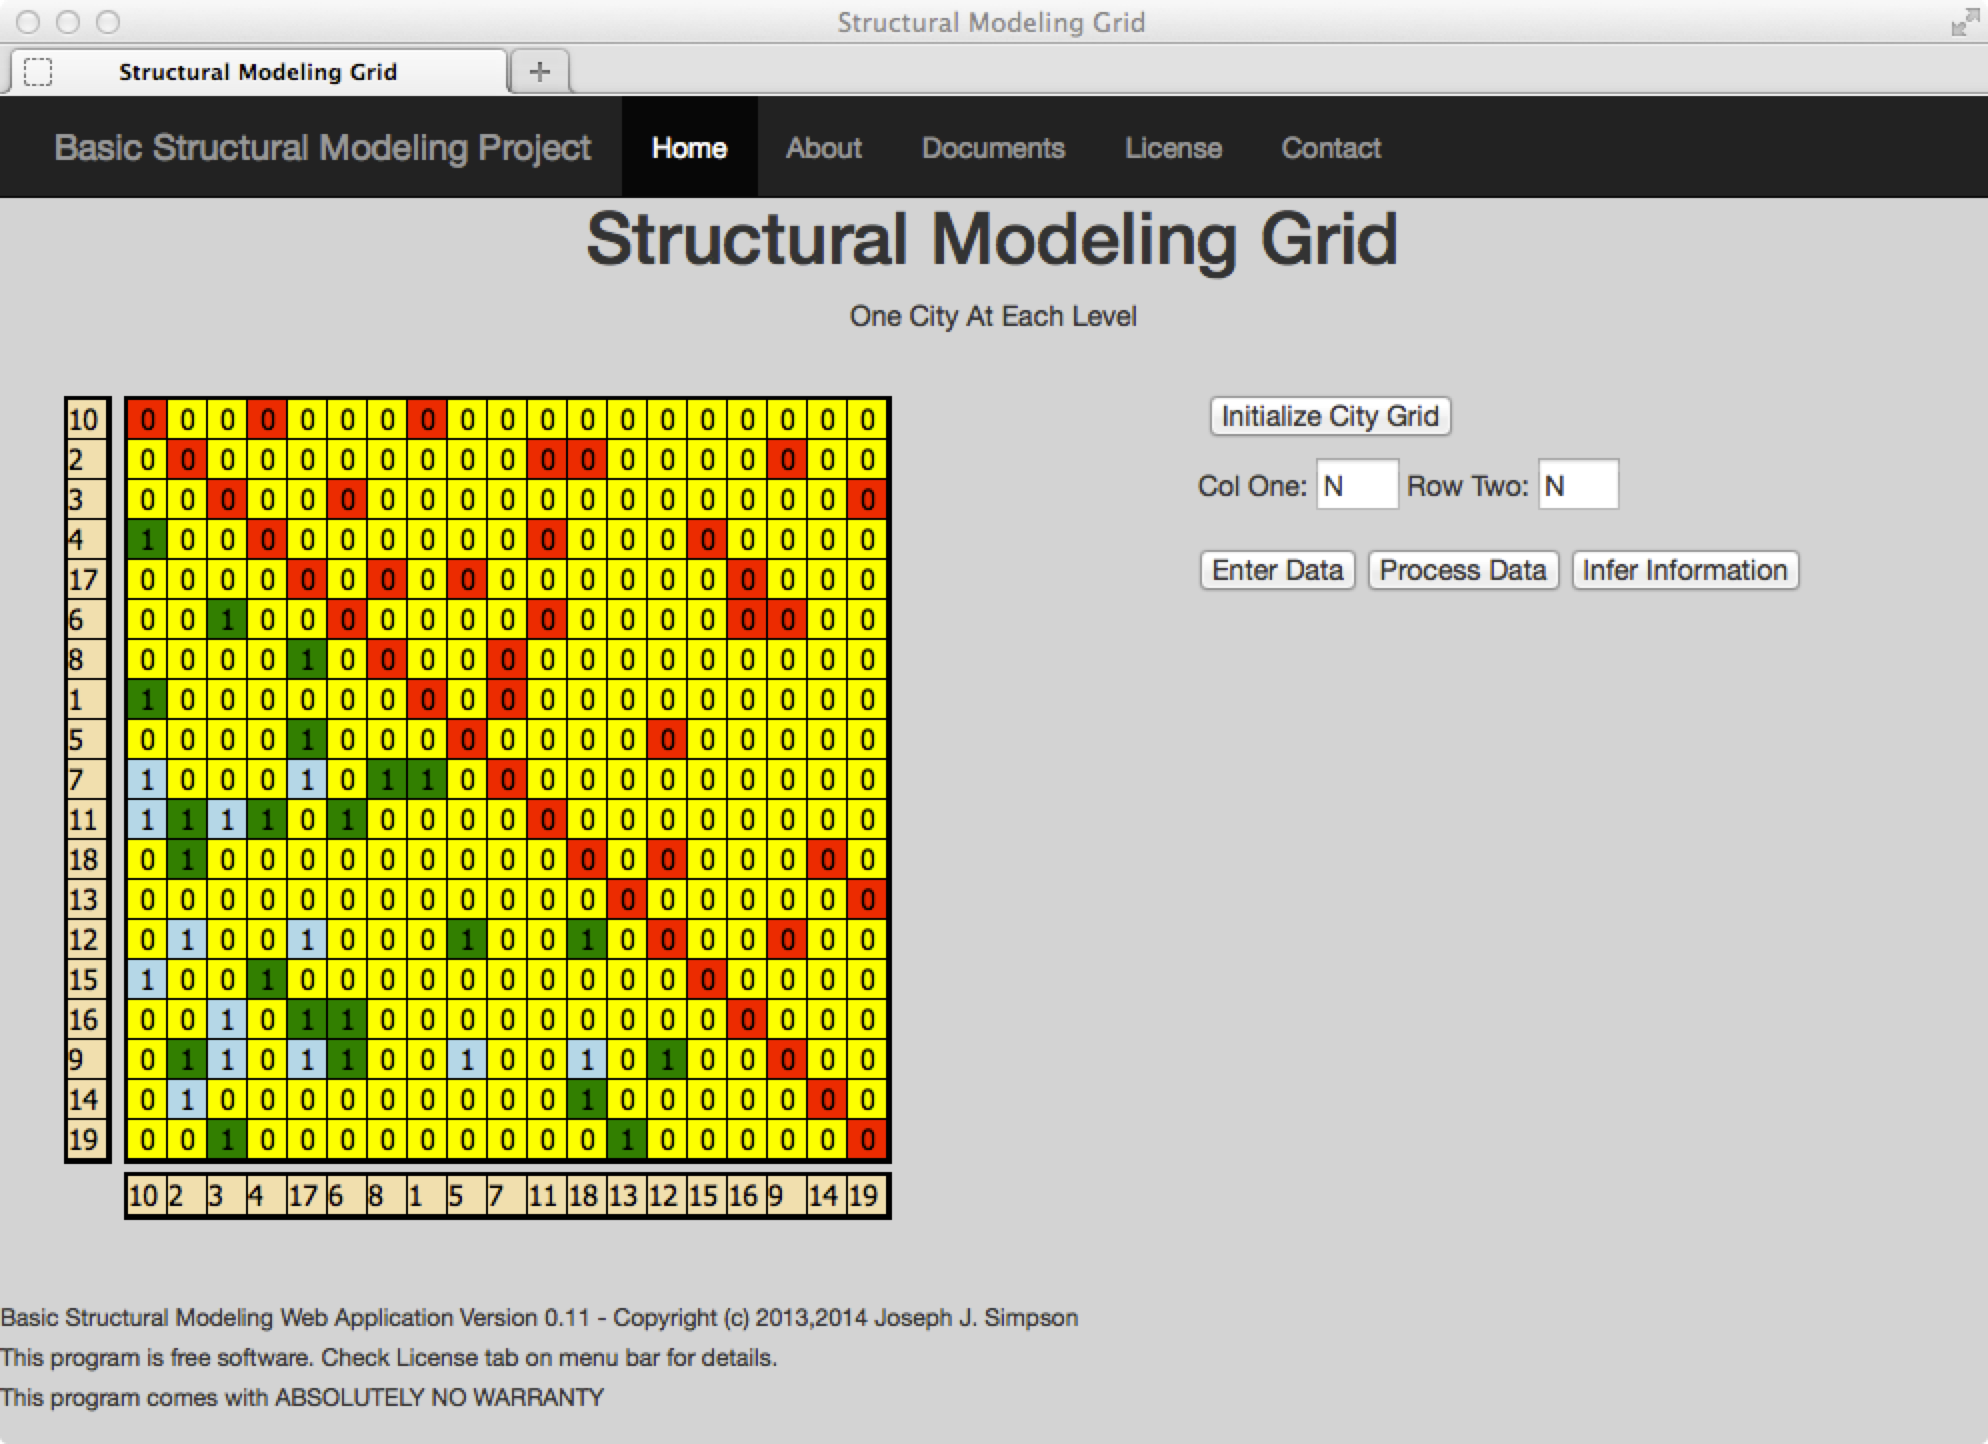 Structural Modeling Grid
Structural Modeling Grid
Basic Structural Modeling Project Home About Documents License Contact
Structural Modeling Grid
One City At Each Level
10 0 0 0 0 0 0 0 0 0 0 0 0 0 0 0 0 0 0 0 Initialize City Grid
2 0 0 0 0 0 0 0 0 0 0 0 0 0 0 0 0 0 0 0
3 0 0 0 0 0 0 0 0 0 0 0 0 0 0 0 0 0 0 0 Col One: N Row Two: N
4 1 0 0 0 0 0 0 0 0 0 0 0 0 0 0 0 0 0 0
17 0 0 0 0 0 0 0 0 0 0 0 0 0 0 0 0 0 0 0 Enter Data Process Data Infer Information
6 0 0 1 0 0 0 0 0 0 0 0 0 0 0 0 0 0 0 0
8 0 0 0 0 1 0 0 0 0 0 0 0 0 0 0 0 0 0 0
1 1 0 0 0 0 0 0 0 0 0 0 0 0 0 0 0 0 0 0
5 0 0 0 0 1 0 0 0 0 0 0 0 0 0 0 0 0 0 0
7 1 0 0 0 1 0 1 1 0 0 0 0 0 0 0 0 0 0 0
11 1 1 1 1 0 1 0 0 0 0 0 0 0 0 0 0 0 0 0
18 0 1 0 0 0 0 0 0 0 0 0 0 0 0 0 0 0 0 0
13 0 0 0 0 0 0 0 0 0 0 0 0 0 0 0 0 0 0 0
12 0 1 0 0 1 0 0 0 1 0 0 1 0 0 0 0 0 0 0
15 1 0 0 1 0 0 0 0 0 0 0 0 0 0 0 0 0 0 0
16 0 0 1 0 1 1 0 0 0 0 0 0 0 0 0 0 0 0 0
9 0 1 1 0 1 1 0 0 1 0 0 1 0 1 0 0 0 0 0
14 0 1 0 0 0 0 0 0 0 0 0 1 0 0 0 0 0 0 0
19 0 0 1 0 0 0 0 0 0 0 0 0 1 0 0 0 0 0 0
10 2 3 4 17 6 8 1 5 7 11 18 13 12 15 16 9 14 19
Basic Structural Modeling Web Application Version 0.11 - Copyright (c) 2013,2014 Joseph J. Simpson
This program is free software. Check License tab on menu bar for details.
This program comes with ABSOLUTELY NO WARRANTY